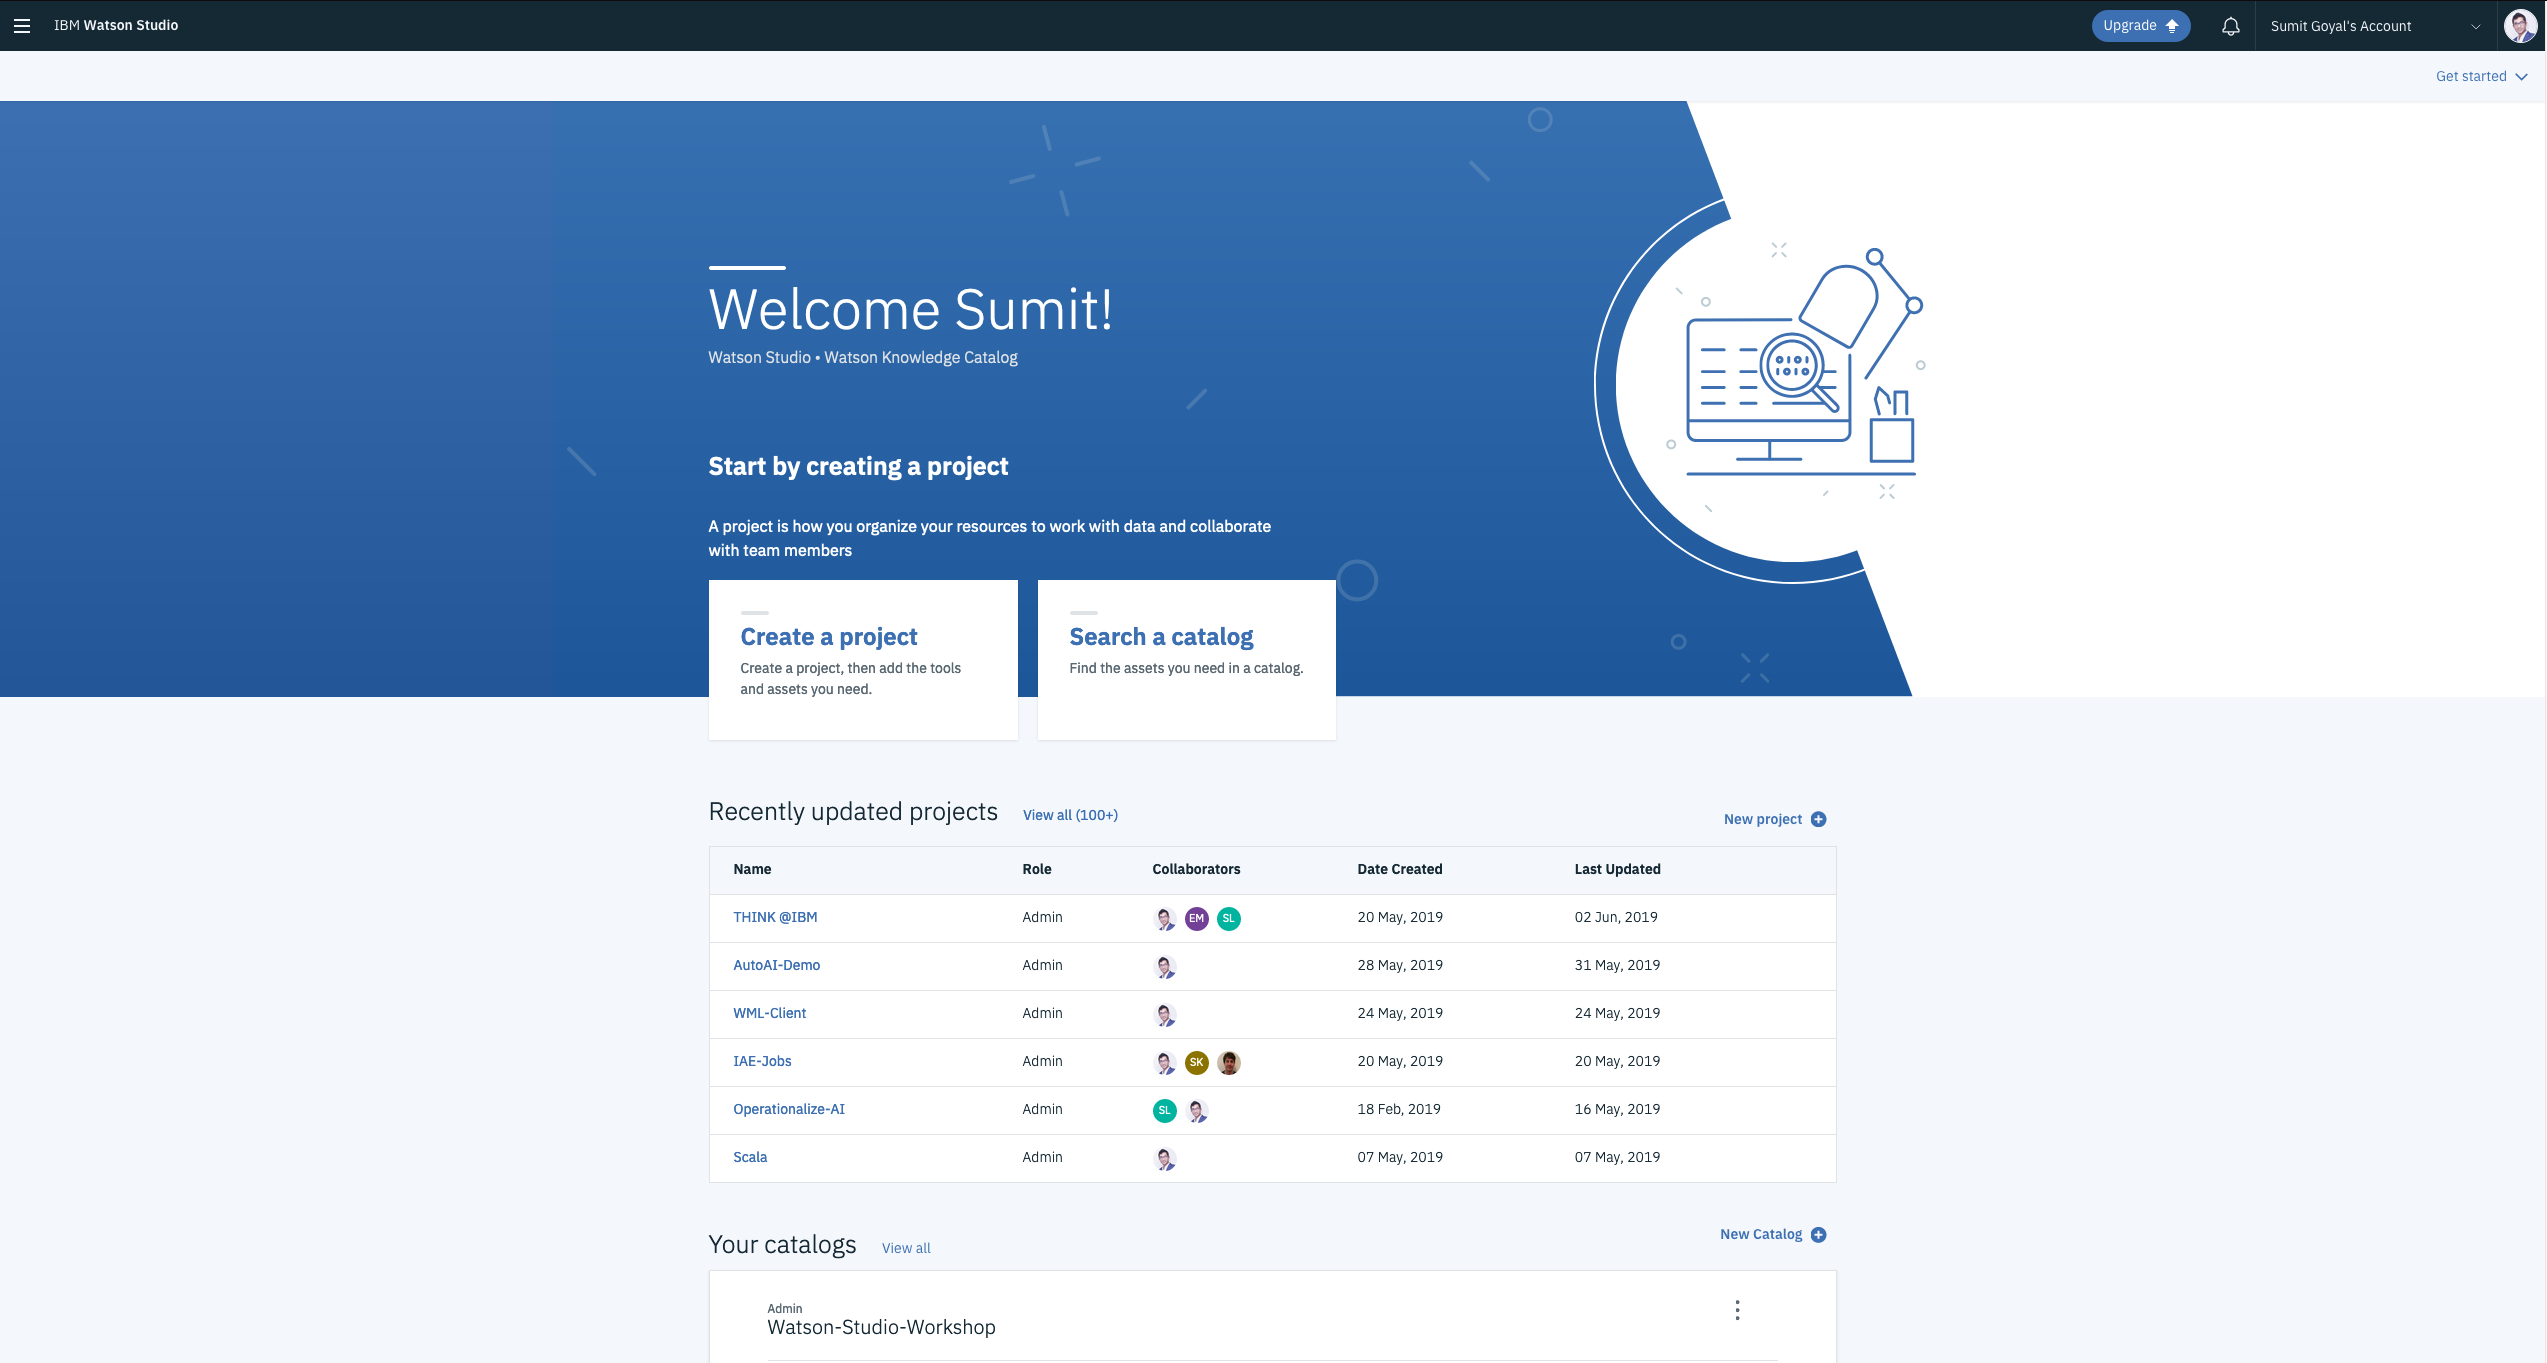 IBM Watson Studio
Upgrade
Sumit Goyal's Account
Get started
Welcome Sumit!
Watson Studio • Watson Knowledge Catalog
Start by creating a project
A project is how you organize your resources to work with data and collaborate
with team members
Create a project
Create a project, then add the tools
and assets you need.
Search a catalog
Find the assets you need in a catalog.
Recently updated projects View all (100+)
New project
Name Role Collaborators Date Created Last Updated
THINK @IBM Admin EM SL 20 May, 2019 02 Jun, 2019
AutoAI-Demo Admin 28 May, 2019 31 May, 2019
WML-Client Admin 24 May, 2019 24 May, 2019
IAE-Jobs Admin SK 20 May, 2019 20 May, 2019
Operationalize-AI Admin SL 18 Feb, 2019 16 May, 2019
Scala Admin 07 May, 2019 07 May, 2019
Your catalogs View all
New Catalog
Admin
Watson-Studio-Workshop